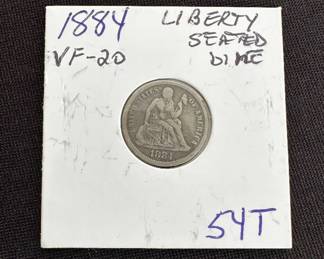 1884
VF-20
LIBERTY
SEATED
DIME
UNITED STATES OF AMERICA
1884
54T